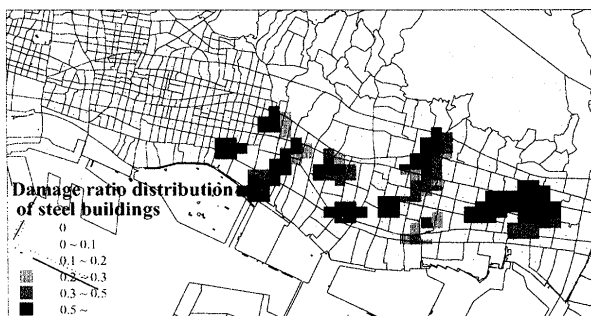 Damage ratio distribution
of steel buildings
0
0 ~ 0.1
0.1 ~ 0.2
0.2 ~ 0.3
0.3 ~ 0.5
0.5 ~